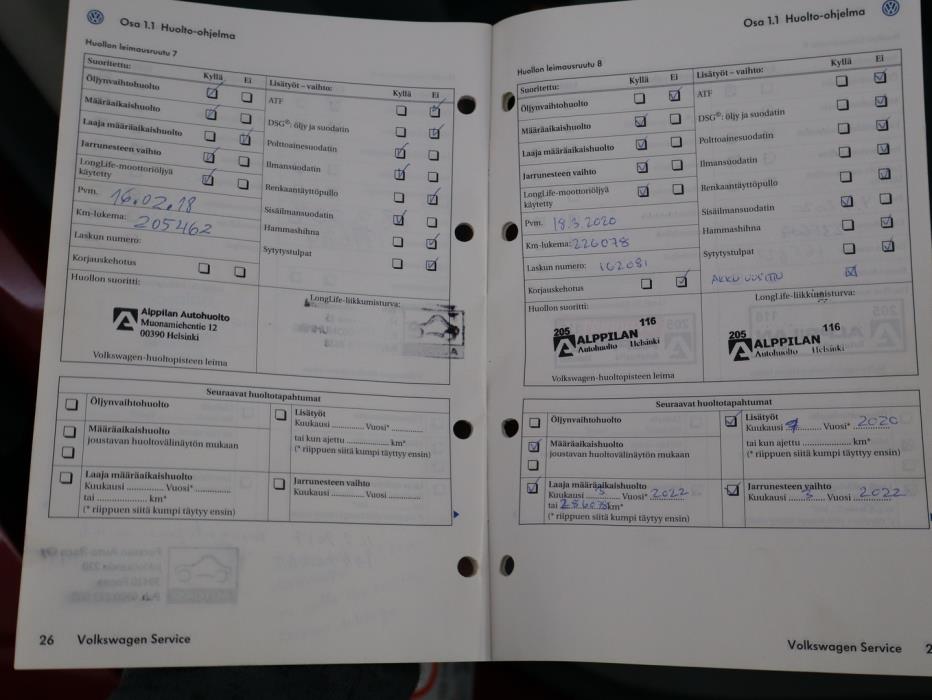 Osa 1.1 Huolto-ohjelma
Huollon leimausruutu 7
Suoritettu: Kyllä Ei
Öljynvaihtohuolto
Määräaikaishuolto
Laaja määräaikaishuolto
Jarrunesteen vaihto
LongLife-moottoriöljyä
käytetty
Pvm. 16.02.18
Km-lukema: 205462
Laskun numero:
Korjauskehotus
Huollon suoritti:
Alppilan Autohuolto
Muonamiehentie 12
00390 Helsinki
Volkswagen-huoltopisteen leima
Lisätyöt – vaihto: Kyllä Ei
ATF
DSG®: öljy ja suodatin
Polttoainesuodatin
Ilmansuodatin
Renkaantäyttöpullo
Sisäilmansuodatin
Hammashihna
Sytytystulpat
LongLife-liikkumisturva:
Seuraavat huoltotapahtumat
Öljynvaihtohuolto
Määräaikaishuolto
joustavan huoltovälinäytön mukaan
Laaja määräaikaishuolto
Kuukausi .............. Vuosi* ............
tai ...................... km*
(* riippuen siitä kumpi täytyy ensin)
Lisätyöt
Kuukausi .............. Vuosi* ...........
tai kun ajettu ................ km*
(* riippuen siitä kumpi täyttyy ensin)
Jarrunesteen vaihto
Kuukausi .............. Vuosi ............
26 Volkswagen Service
Osa 1.1 Huolto-ohjelma
Huollon leimausruutu 8
Suoritettu: Kyllä Ei
Öljynvaihtohuolto
Määräaikaishuolto
Laaja määräaikaishuolto
Jarrunesteen vaihto
LongLife-moottoriöljyä
käytetty
Pvm. 18.3.2020
Km-lukema: 226078
Laskun numero: 162081
Korjauskehotus
Huollon suoritti:
205 116
ALPPILAN
Autohuolto Helsinki
Volkswagen-huoltopisteen leima
Lisätyöt – vaihto: Kyllä Ei
ATF
DSG®: öljy ja suodatin
Polttoainesuodatin
Ilmansuodatin
Renkaantäyttöpullo
Sisäilmansuodatin
Hammashihna
Sytytystulpat
LongLife-liikkumisturva:
205 116
ALPPILAN
Autohuolto Helsinki
Seuraavat huoltotapahtumat
Öljynvaihtohuolto
Määräaikaishuolto
joustavan huoltovälinäytön mukaan
Laaja määräaikaishuolto
Kuukausi 3 Vuosi* 2022
tai 256078 km*
(* riippuen siitä kumpi täytyy ensin)
Lisätyöt
Kuukausi Vuosi* 2020
tai kun ajettu ................ km*
(* riippuen siitä kumpi täyttyy ensin)
Jarrunesteen vaihto
Kuukausi 3 Vuosi 2022
Volkswagen Service